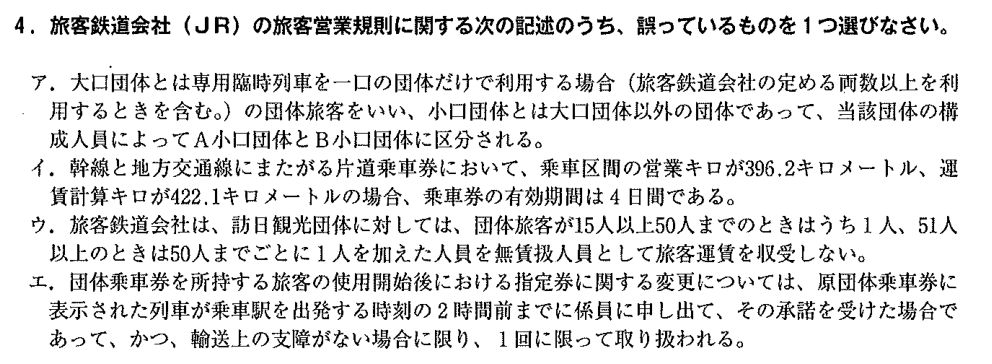 4．旅客鉄道会社（ＪＲ）の旅客営業規則に関する次の記述のうち、誤っているものを１つ選びなさい。
ア．大口団体とは専用臨時列車を一口の団体だけで利用する場合（旅客鉄道会社の定める両数以上を利
用するときを含む。）の団体旅客をいい、小口団体とは大口団体以外の団体であって、当該団体の構
成人員によってＡ小口団体とＢ小口団体に区分される。
イ．幹線と地方交通線にまたがる片道乗車券において、乗車区間の営業キロが396.2キロメートル、運
賃計算キロが422.1キロメートルの場合、乗車券の有効期間は４日間である。
ウ．旅客鉄道会社は、訪日観光団体に対しては、団体旅客が15人以上50人までのときはうち１人、51人
以上のときは50人までごとに１人を加えた人員を無賃扱人員として旅客運賃を収受しない。
エ．団体乗車券を所持する旅客の使用開始後における指定券に関する変更については、原団体乗車券に
表示された列車が乗車駅を出発する時刻の２時間前までに係員に申し出て、その承諾を受けた場合で
あって、かつ、輸送上の支障がない場合に限り、１回に限って取り扱われる。